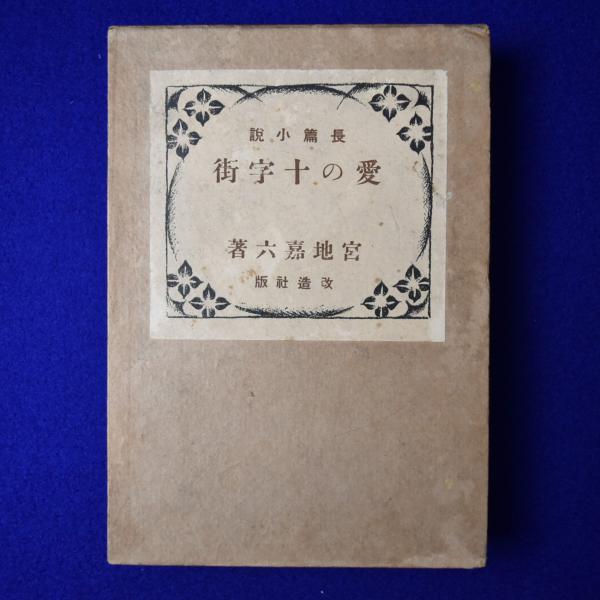 長篇小說
愛の十字街
宮地嘉六著
改造社版